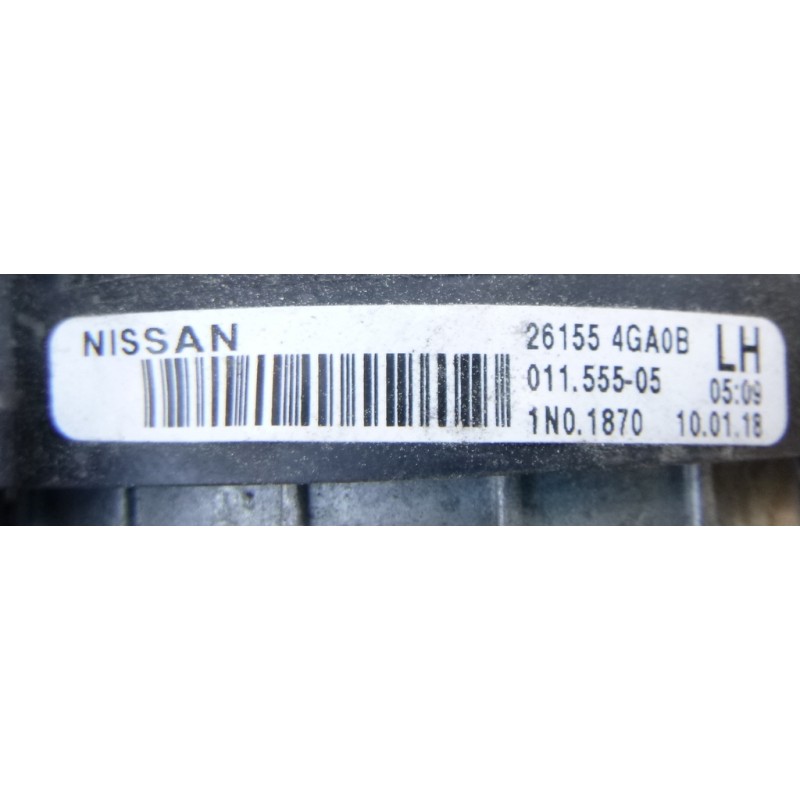 NISSAN
26155 4GA0B LH
011.555-05 05:09
1N0.1870 10.01.18